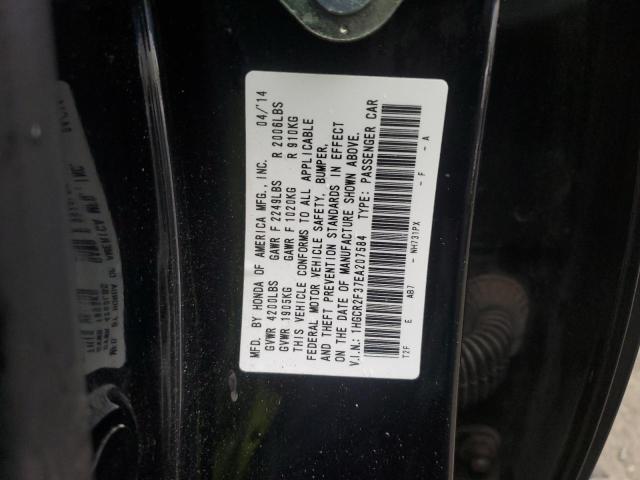 MFD. BY HONDA OF AMERICA MFG., INC. 04/'14
GVWR 4200LBS GAWR F 2249LBS R 2006LBS
GVWR 1905KG GAWR F 1020KG R 910KG
THIS VEHICLE CONFORMS TO ALL APPLICABLE
FEDERAL MOTOR VEHICLE SAFETY, BUMPER,
AND THEFT PREVENTION STANDARDS IN EFFECT
ON THE DATE OF MANUFACTURE SHOWN ABOVE.
V.I.N.: 1HGCR2F37EA207584 TYPE: PASSENGER CAR
T2F E AB7 - NH731PX - F - A